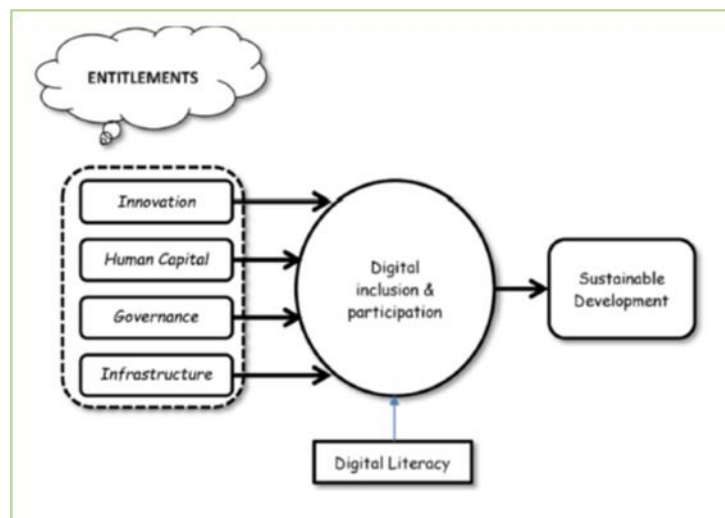 ENTITLEMENTS
Innovation
Human Capital
Governance
Infrastructure
Digital
inclusion &
participation
Sustainable
Development
Digital Literacy